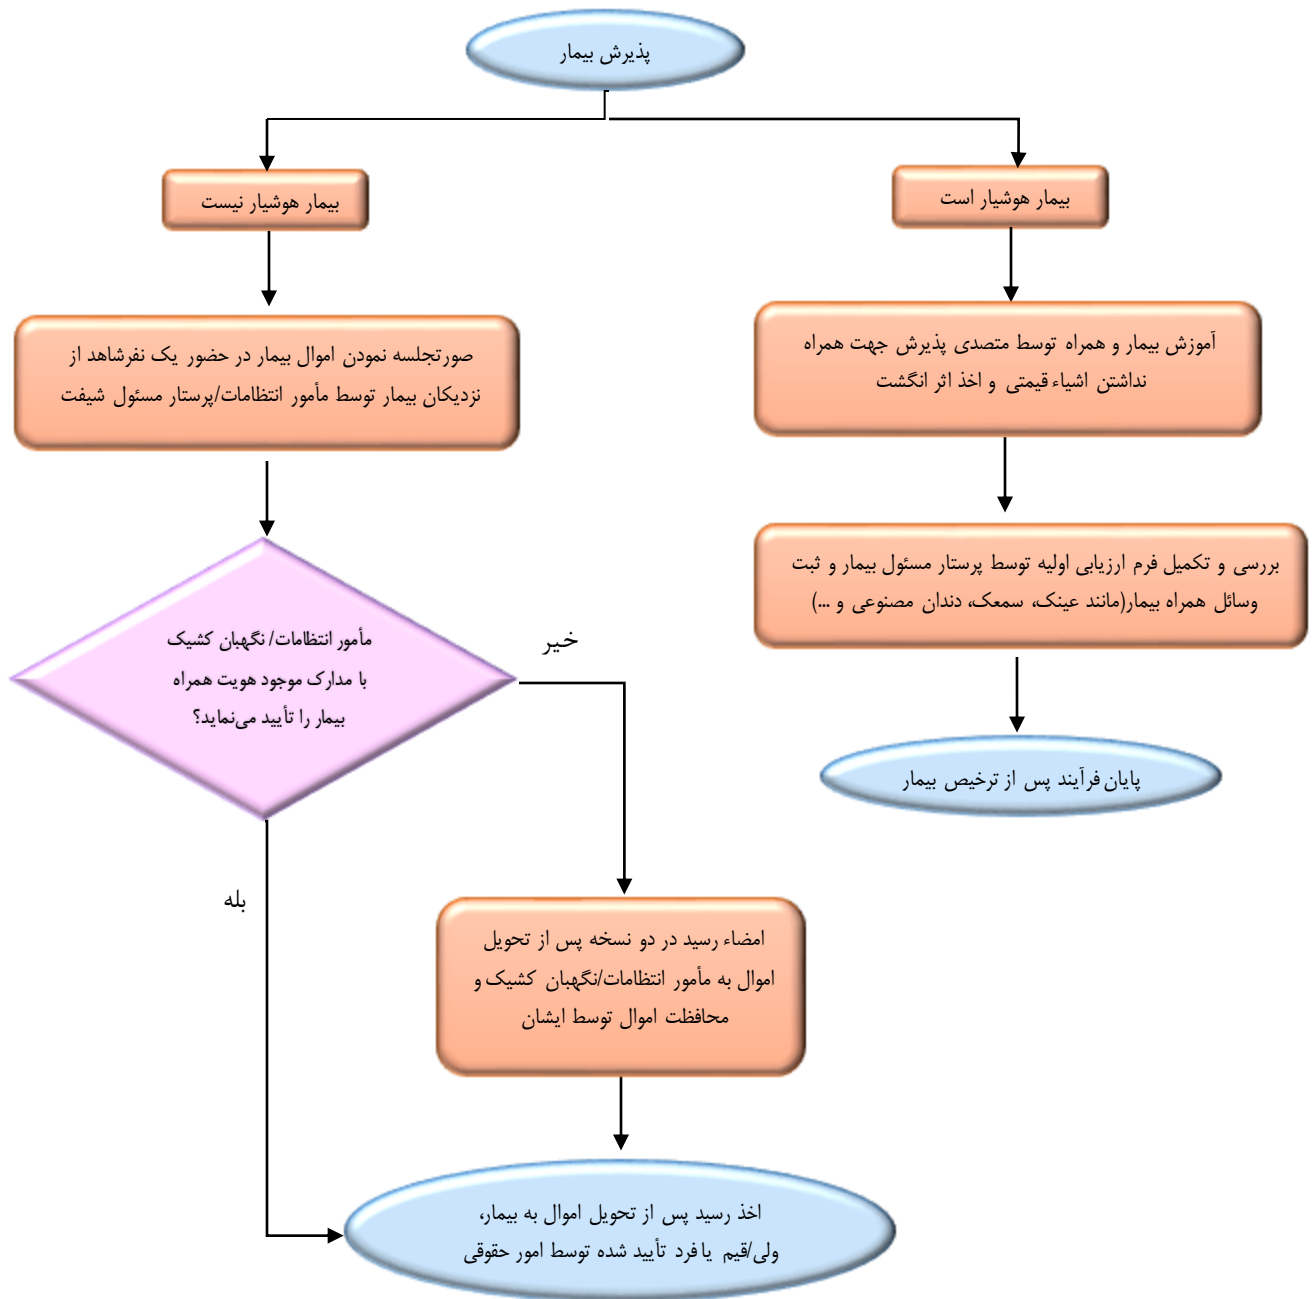 پذیرش بیمار
بیمار هوشیار است
بیمار هوشیار نیست
آموزش بیمار و همراه توسط متصدی پذیرش جهت همراه
نداشتن اشیاء قیمتی و اخذ اثر انگشت
صورتجلسه نمودن اموال بیمار در حضور یک نفرشاهد از
نزدیکان بیمار توسط مأمور انتظامات/پرستار مسئول شیفت
بررسی و تکمیل فرم ارزیابی اولیه توسط پرستار مسئول بیمار و ثبت
وسائل همراه بیمار(مانند عینک، سمعک، دندان مصنوعی و ...)
مأمور انتظامات/ نگهبان کشیک
با مدارک موجود هویت همراه
بیمار را تأیید می‌نماید؟
خیر
پایان فرآیند پس از ترخیص بیمار
بله
امضاء رسید در دو نسخه پس از تحویل
اموال به مأمور انتظامات/نگهبان کشیک و
محافظت اموال توسط ایشان
اخذ رسید پس از تحویل اموال به بیمار،
ولی/قیم یا فرد تأیید شده توسط امور حقوقی